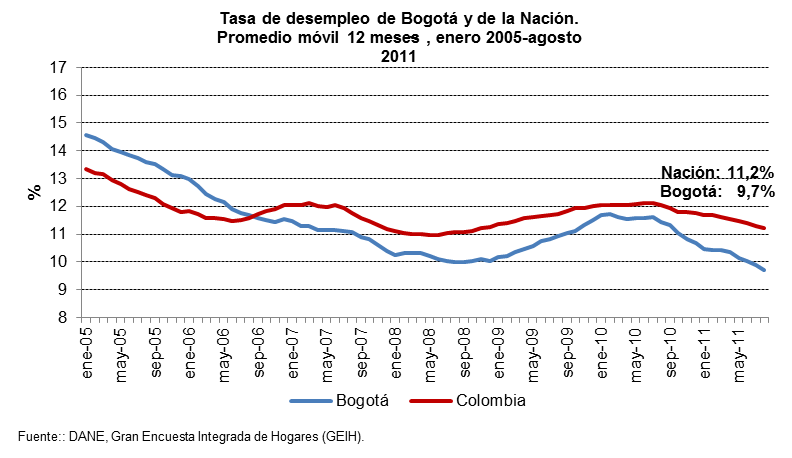 Tasa de desempleo de Bogotá y de la Nación.
Promedio móvil 12 meses , enero 2005-agosto
2011
17
16
15
14
13
12
11
10
9
8
%
Nación: 11,2%
Bogotá: 9,7%
ene-05
may-05
sep-05
ene-06
may-06
sep-06
ene-07
may-07
sep-07
ene-08
may-08
sep-08
ene-09
may-09
sep-09
ene-10
may-10
sep-10
ene-11
may-11
Bogotá
Colombia
Fuente:: DANE, Gran Encuesta Integrada de Hogares (GEIH).